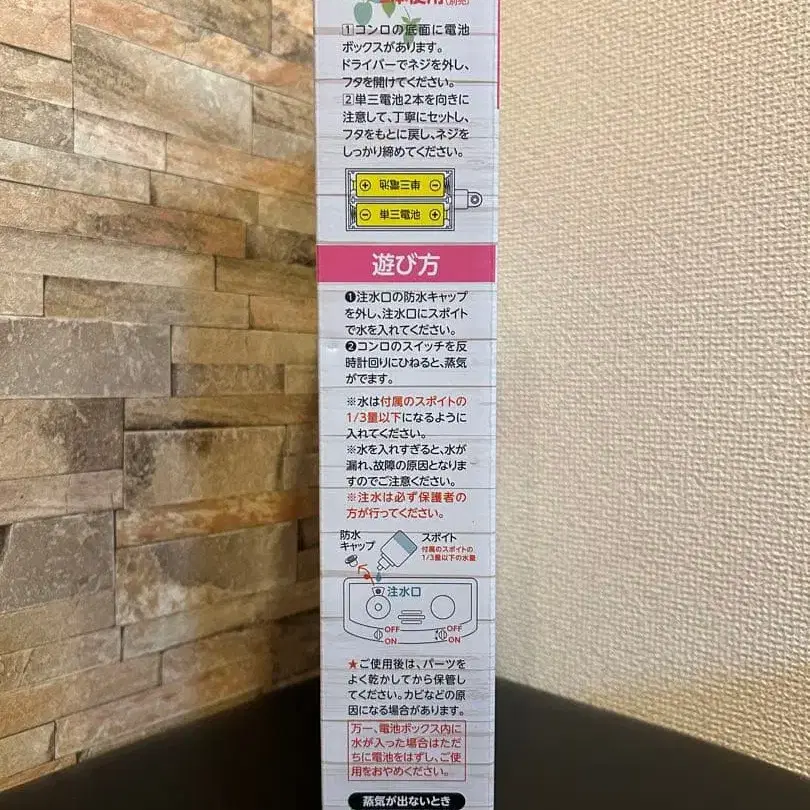 本使用(別売)
1コンロの底面に電池
ボックスがあります。
ドライバーでネジを外し、
フタを開けてください。
2単三電池2本を向きに
注意して、丁寧にセットし、
フタをもとに戻し、ネジを
しっかり締めてください。
⊕ 単三電池 ⊖
⊖ 単三電池 ⊕
遊び方
❶注水口の防水キャップ
を外し、注水口にスポイト
で水を入れてください。
❷コンロのスイッチを反
時計回りにひねると、蒸気
がでます。
※水は付属のスポイトの
1/3量以下になるように
入れてください。
※水を入れすぎると、水が
漏れ、故障の原因となりま
すのでご注意ください。
※注水は必ず保護者の
方が行ってください。
防水
キャップ
スポイト
付属のスポイトの
1/3量以下の水量
注水口
OFF
ON
OFF
ON
★ご使用後は、パーツを
よく乾かしてから保管し
てください。カビなどの原
因になる場合があります。
万一、電池ボックス内に
水が入った場合はただ
ちに電池をはずし、ご使
用をおやめください。
蒸気が出ないとき